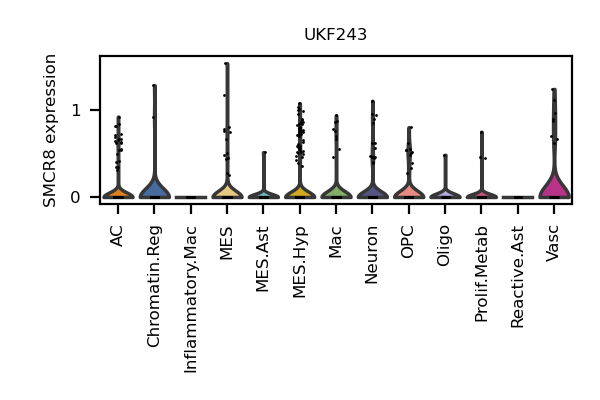 UKF243
SMCR8 expression
1
0
AC
Chromatin.Reg
Inflammatory.Mac
MES
MES.Ast
MES.Hyp
Mac
Neuron
OPC
Oligo
Prolif.Metab
Reactive.Ast
Vasc